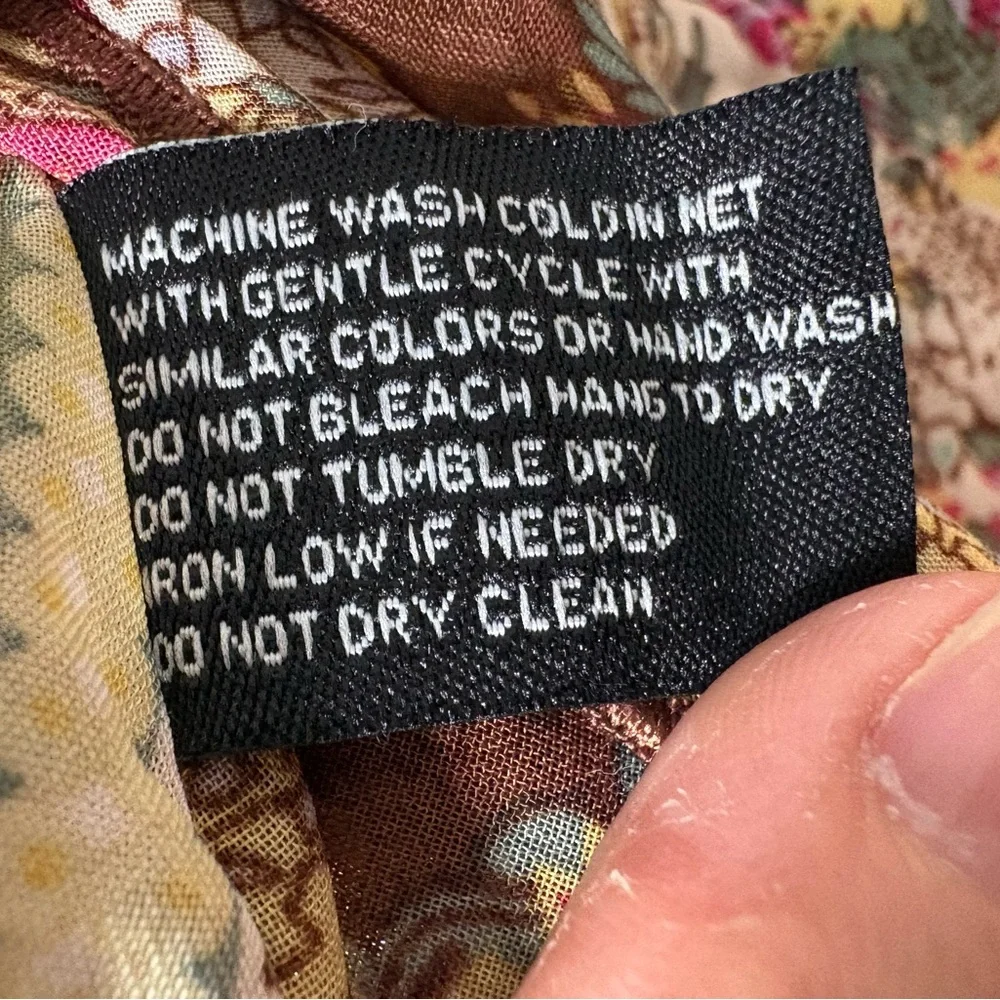 MACHINE WASH COLD IN NET
WITH GENTLE CYCLE WITH
SIMILAR COLORS OR HAND WASH
DO NOT BLEACH HANG TO DRY
DO NOT TUMBLE DRY
IRON LOW IF NEEDED
DO NOT DRY CLEAN